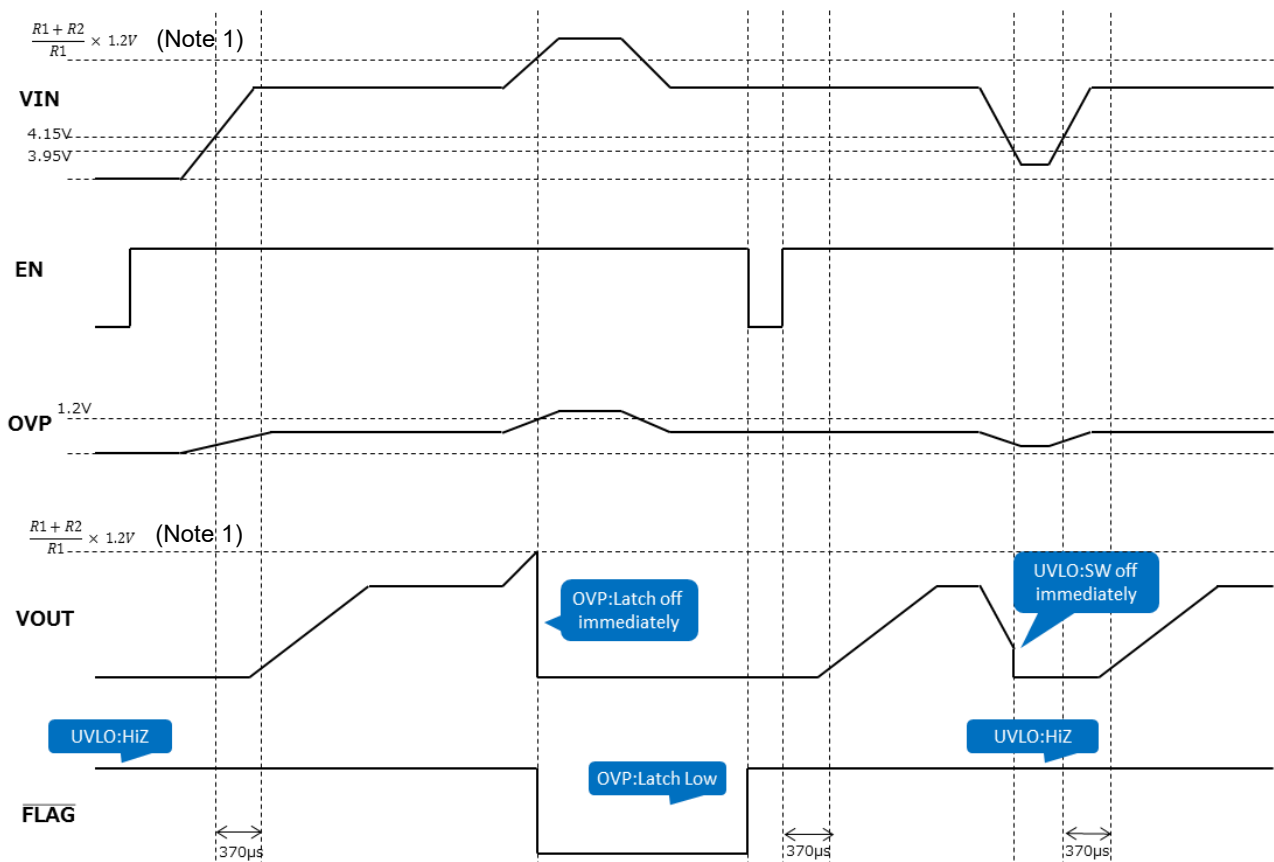 R1 + R2
R1 × 1.2V (Note 1)
VIN
4.15V
3.95V
EN
1.2V
OVP
R1 + R2
R1 × 1.2V (Note 1)
VOUT
OVP:Latch off
immediately
UVLO:SW off
immediately
UVLO:HiZ
UVLO:HiZ
OVP:Latch Low
FLAG
370µs
370µs
370µs